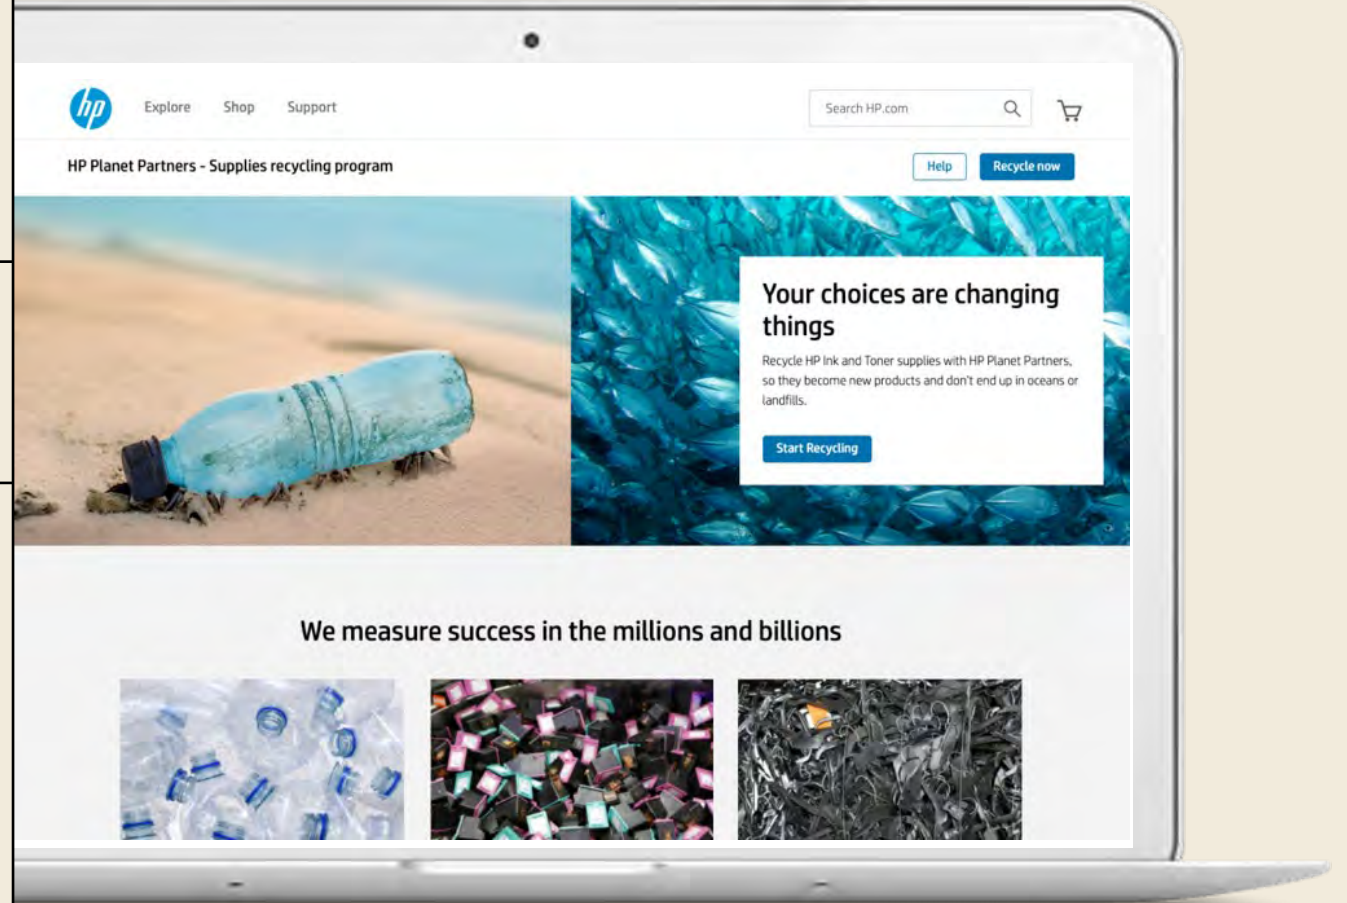 hp
Explore Shop Support
Search HP.com
HP Planet Partners - Supplies recycling program
Help
Recycle now
Your choices are changing
things
Recycle HP Ink and Toner supplies with HP Planet Partners,
so they become new products and don't end up in oceans or
landfills.
Start Recycling
We measure success in the millions and billions